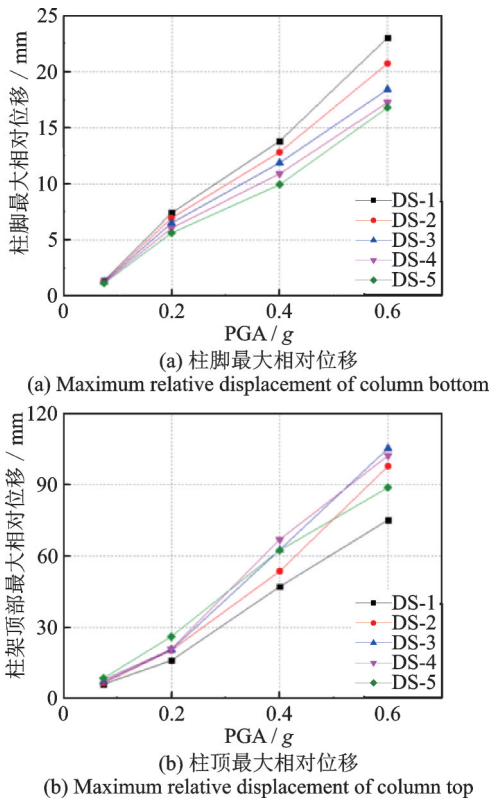 柱脚最大相对位移 / mm
25
20
15
10
5
0
DS-1
DS-2
DS-3
DS-4
DS-5
0 0.2 0.4 0.6
PGA / g
(a) 柱脚最大相对位移
(a) Maximum relative displacement of column bottom
柱架顶部最大相对位移 / mm
120
90
60
30
0
DS-1
DS-2
DS-3
DS-4
DS-5
0 0.2 0.4 0.6
PGA / g
(b) 柱顶最大相对位移
(b) Maximum relative displacement of column top